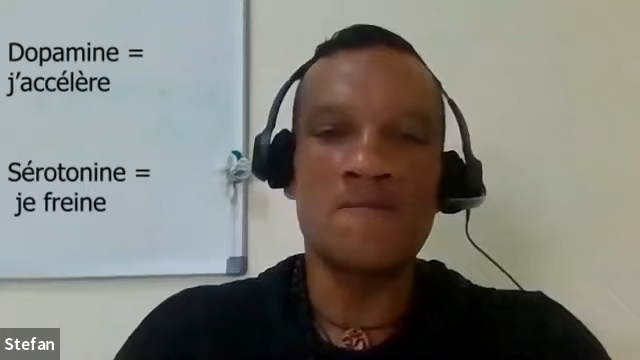 Dopamine =
j'accélère
Sérotonine =
je freine
Stefan